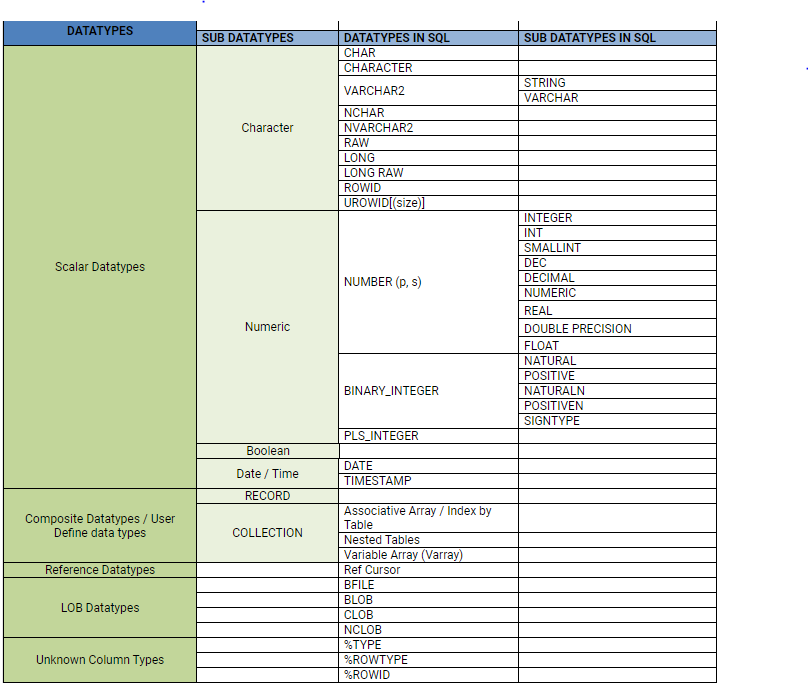 DATATYPES
SUB DATATYPES
DATATYPES IN SQL
SUB DATATYPES IN SQL
Scalar Datatypes
Character
CHAR
CHARACTER
VARCHAR2
STRING
VARCHAR
NCHAR
NVARCHAR2
RAW
LONG
LONG RAW
ROWID
UROWID[(size)]
Numeric
NUMBER (p, s)
INTEGER
INT
SMALLINT
DEC
DECIMAL
NUMERIC
REAL
DOUBLE PRECISION
FLOAT
BINARY_INTEGER
NATURAL
POSITIVE
NATURALN
POSITIVEN
SIGNTYPE
PLS_INTEGER
Boolean
Date / Time
DATE
TIMESTAMP
Composite Datatypes / User
Define data types
RECORD
COLLECTION
Associative Array / Index by
Table
Nested Tables
Variable Array (Varray)
Reference Datatypes
Ref Cursor
LOB Datatypes
BFILE
BLOB
CLOB
NCLOB
Unknown Column Types
%TYPE
%ROWTYPE
%ROWID